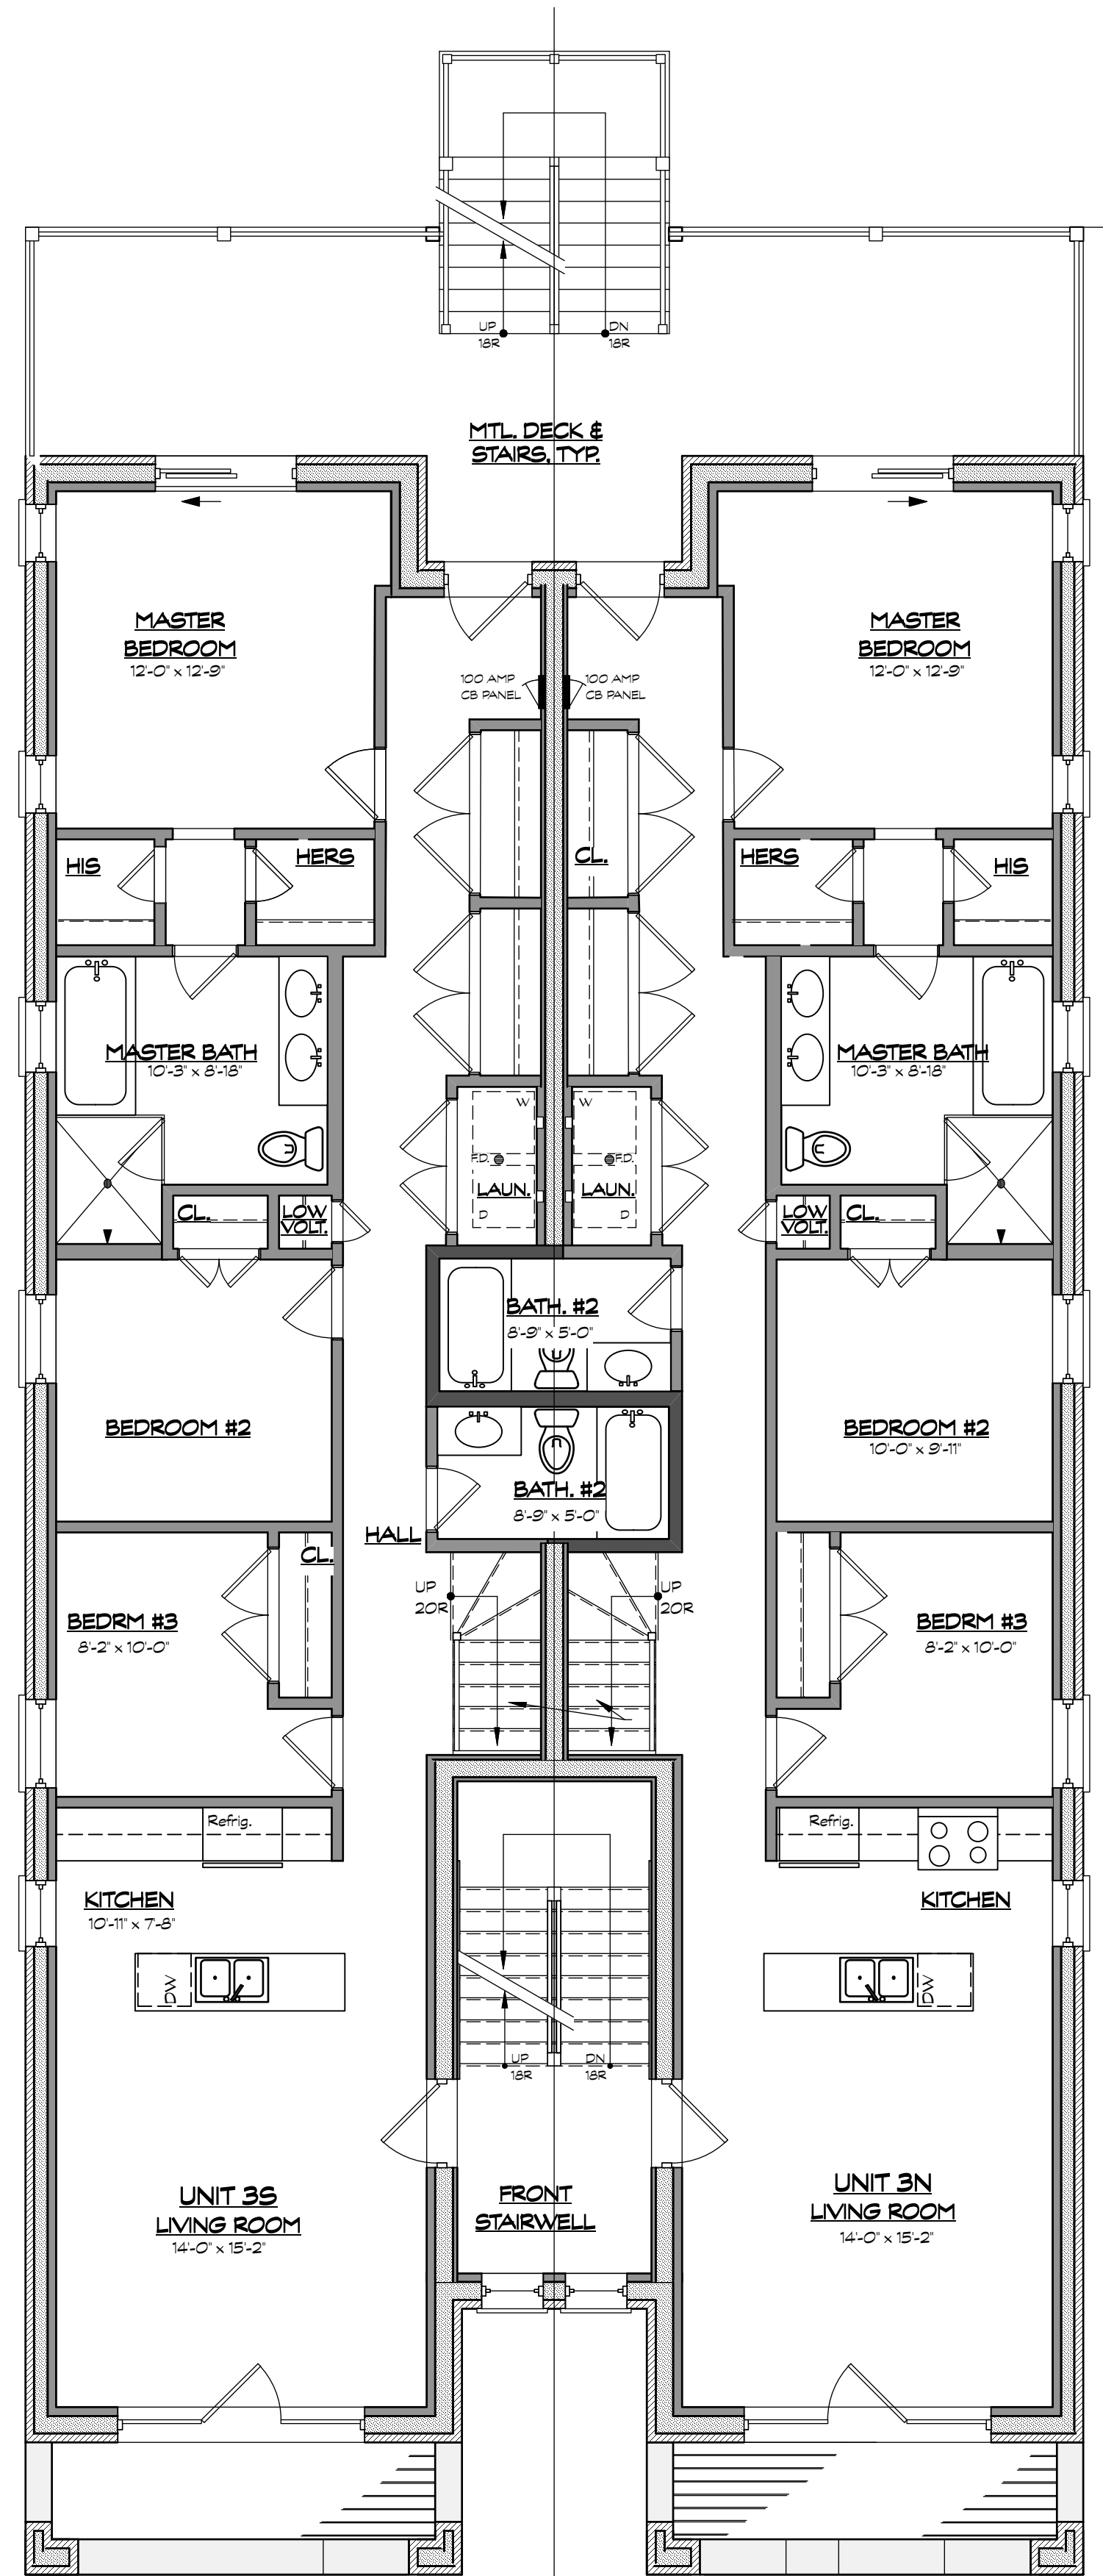 UP
18R
DN
18R
MTL. DECK &
STAIRS, TYP.
MASTER
BEDROOM
12'-0" x 12'-9"
MASTER
BEDROOM
12'-0" x 12'-9"
100 AMP
CB PANEL
100 AMP
CB PANEL
HIS
HERS
CL.
HERS
HIS
MASTER BATH
10'-3" x 8'-18"
MASTER BATH
10'-3" x 8'-18"
W
W
F.D.
F.D.
LAUN.
LAUN.
D
D
CL.
LOW
VOLT.
LOW
VOLT.
CL.
BATH. #2
8'-9" x 5'-0"
BEDROOM #2
BEDROOM #2
10'-0" x 9'-11"
BATH. #2
8'-9" x 5'-0"
HALL
CL.
UP
20R
UP
20R
BEDRM #3
8'-2" x 10'-0"
BEDRM #3
8'-2" x 10'-0"
Refrig.
Refrig.
KITCHEN
10'-11" x 7'-8"
KITCHEN
DW
DW
UP
18R
DN
18R
UNIT 3S
LIVING ROOM
14'-0" x 15'-2"
FRONT
STAIRWELL
UNIT 3N
LIVING ROOM
14'-0" x 15'-2"